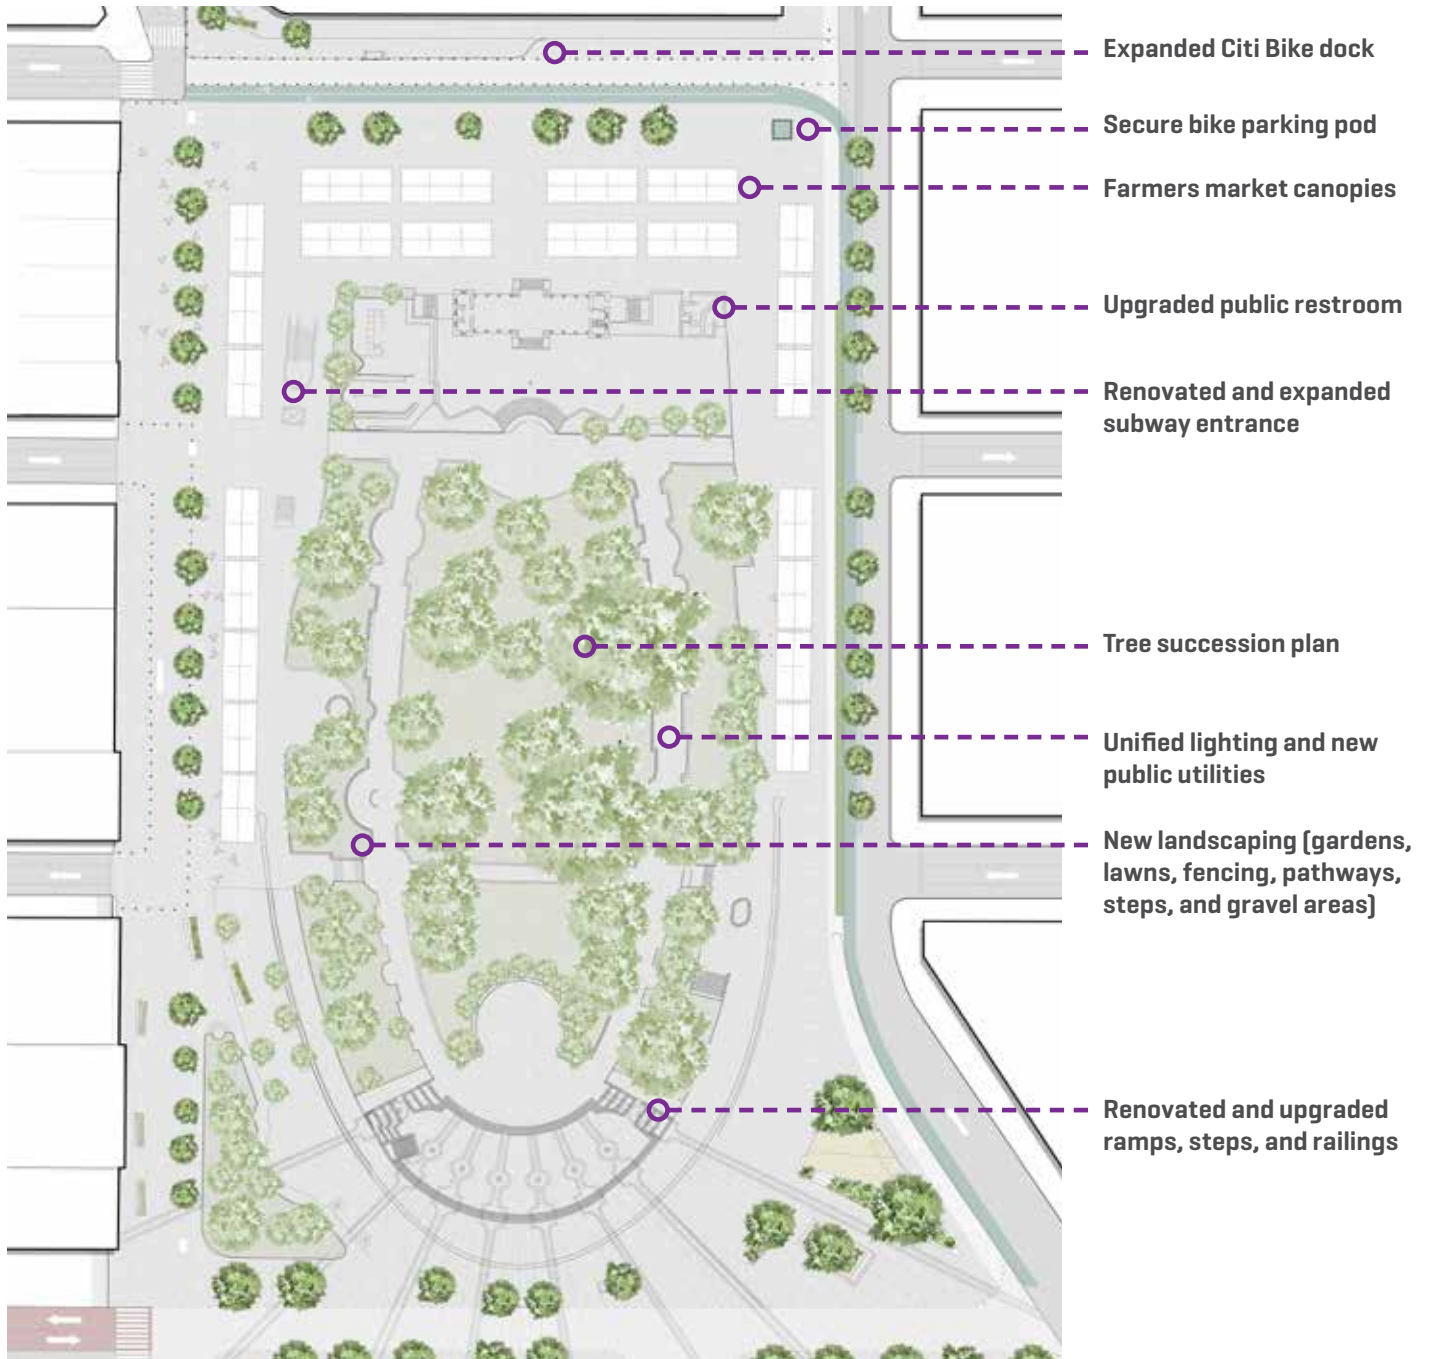 Expanded Citi Bike dock
Secure bike parking pod
Farmers market canopies
Upgraded public restroom
Renovated and expanded
subway entrance
Tree succession plan
Unified lighting and new
public utilities
New landscaping (gardens,
lawns, fencing, pathways,
steps, and gravel areas)
Renovated and upgraded
ramps, steps, and railings